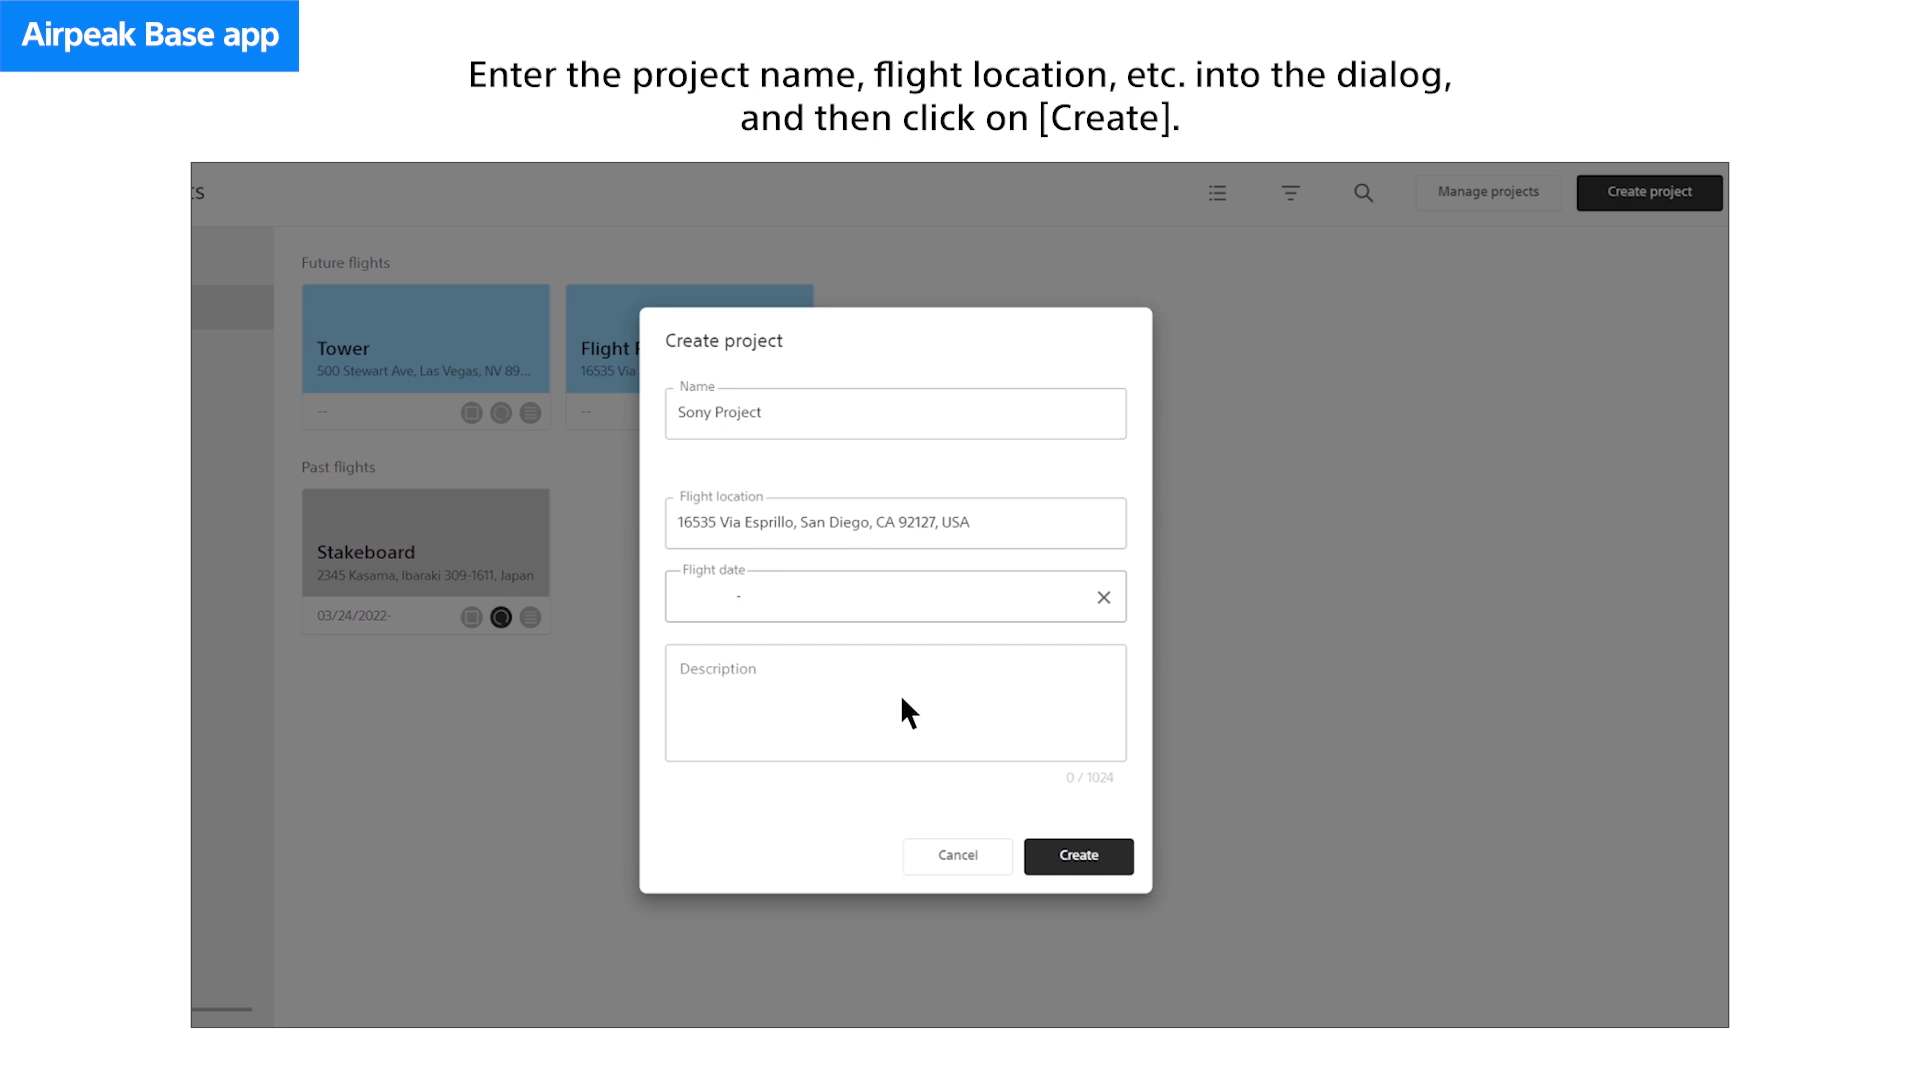 Airpeak Base app
Enter the project name, flight location, etc. into the dialog,
and then click on [Create].
Manage projects
Create project
Future flights
Tower
500 Stewart Ave, Las Vegas, NV 89...
--
Flight
16535 Via
--
Past flights
Stakeboard
2345 Kasama, Ibaraki 309-1611, Japan
03/24/2022-
Create project
Name
Sony Project
Flight location
16535 Via Esprillo, San Diego, CA 92127, USA
Flight date
-
Description
0 / 1024
Cancel
Create